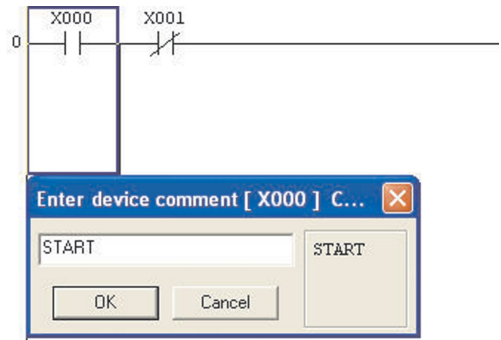 X000 X001
0
Enter device comment [ X000 ] C...
START START
OK Cancel